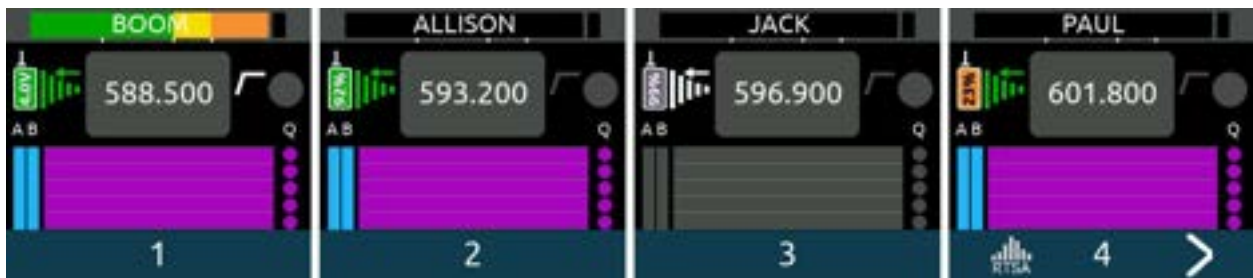 BOOM
4.0V
588.500
A B
Q
1
ALLISON
92%
593.200
A B
Q
2
JACK
99%
596.900
A B
Q
3
PAUL
23%
601.800
A B
Q
RTSA
4